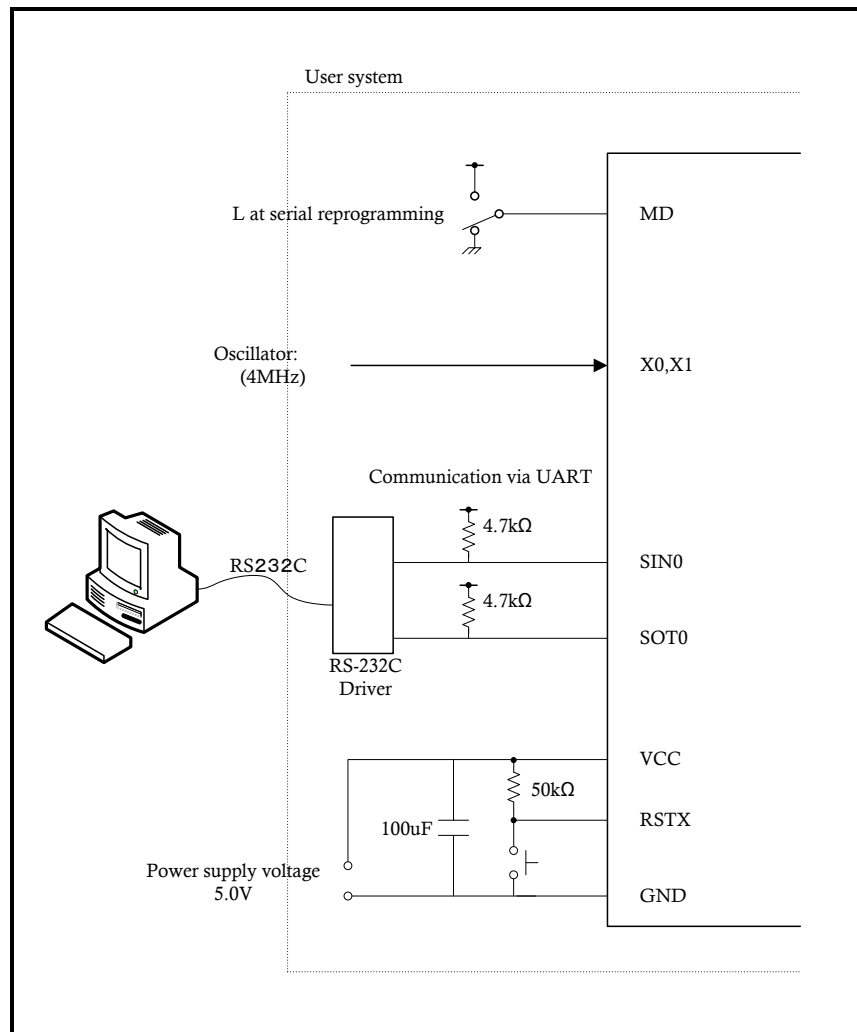 User system
L at serial reprogramming
MD
Oscillator:
(4MHz)
X0,X1
Communication via UART
4.7kΩ
RS232C
SIN0
4.7kΩ
SOT0
RS-232C
Driver
VCC
50kΩ
100uF
RSTX
Power supply voltage
5.0V
GND